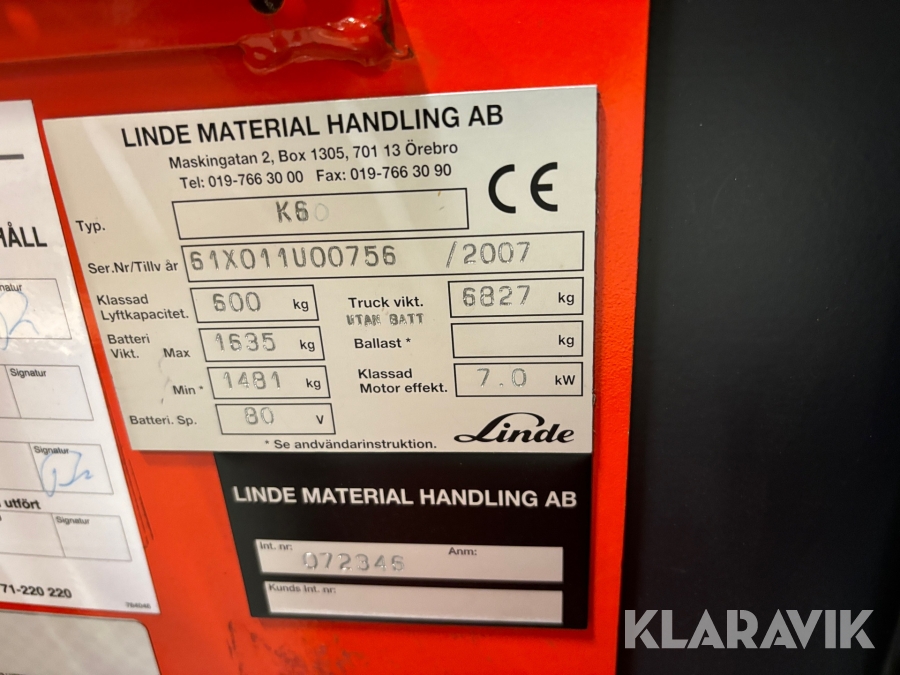 LINDE MATERIAL HANDLING AB
Maskingatan 2, Box 1305, 701 13 Örebro
Tel: 019-766 30 00 Fax: 019-766 30 90
CE
Typ. K60
Ser.Nr/Tillv år 61X011U00756 /2007
Klassad Lyftkapacitet. 600 kg
Truck vikt. 6827 kg
UTAN BATT
Batteri Vikt. Max 1635 kg
Ballast * kg
Min * 1481 kg
Klassad Motor effekt. 7.0 kW
Batteri. Sp. 80 V
* Se andvändarinstruktion.
Linde
LINDE MATERIAL HANDLING AB
Int. nr: 072346 Anm:
Kunds int. nr:
ÅLL
Signatur
Signatur
utfört
Signatur
71-220 220
KLARAVIK